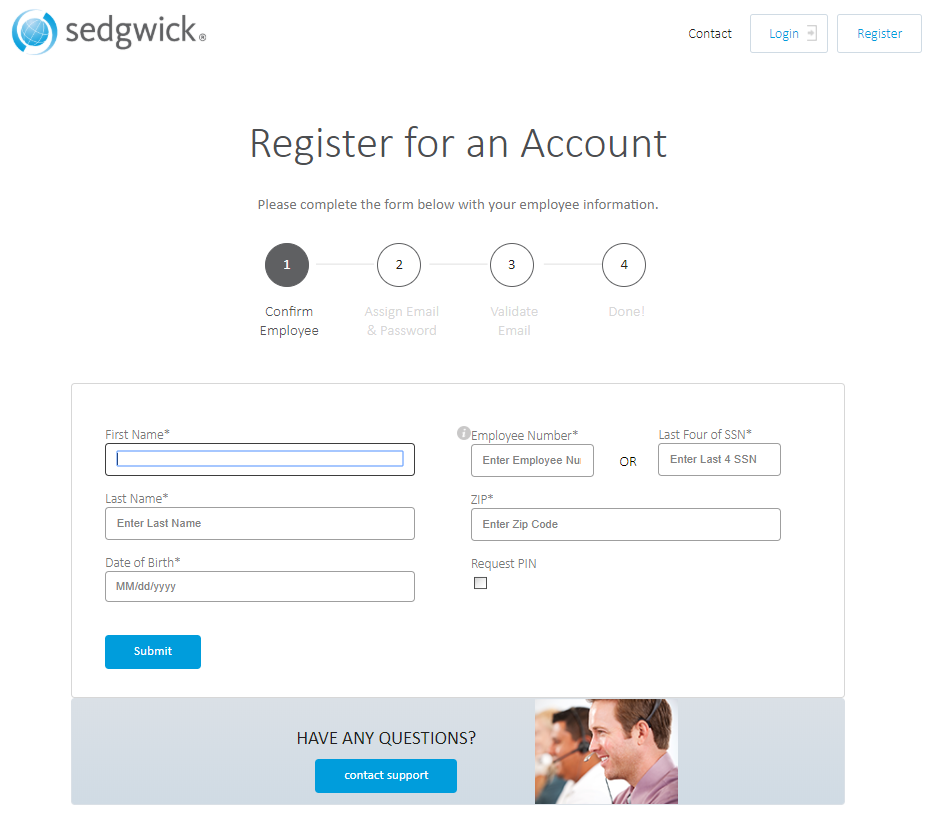 sedgwick®
Contact
Login
Register
Register for an Account
Please complete the form below with your employee information.
1
2
3
4
Confirm
Employee
Assign Email
& Password
Validate
Email
Done!
First Name*
Last Name*
Enter Last Name
Date of Birth*
MM/dd/yyyy
i
Employee Number*
Enter Employee Nu
OR
Last Four of SSN*
Enter Last 4 SSN
ZIP*
Enter Zip Code
Request PIN
Submit
HAVE ANY QUESTIONS?
contact support